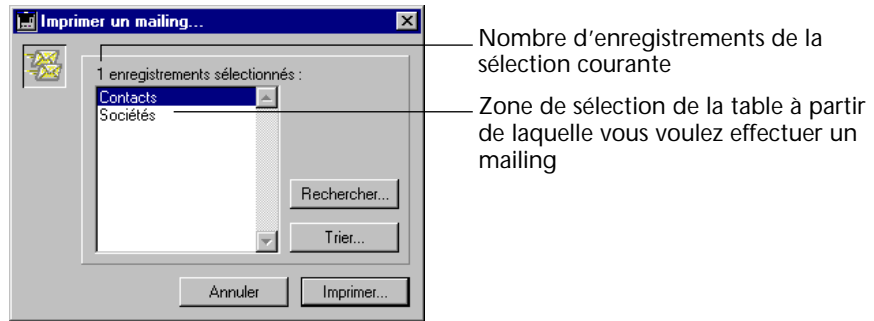 Imprimer un mailing...
1 enregistrements sélectionnés :
Contacts
Sociétés
Rechercher...
Trier...
Annuler
Imprimer...
Nombre d'enregistrements de la
sélection courante
Zone de sélection de la table à partir
de laquelle vous voulez effectuer un
mailing